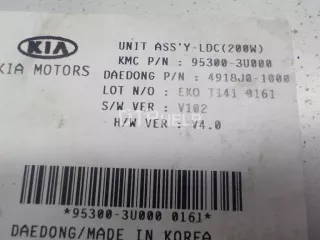 UNIT ASS'Y-LDC(200W)
KIA
KMC P/N : 95300-3U000
KIA MOTORS
DAEDONG P/N : 4918J0-1000
LOT N/O : EKO T141 0161
S/W VER : V102
H/W VER : V4.0
*95300-3U000 0161*
DAEDONG/MADE IN KOREA